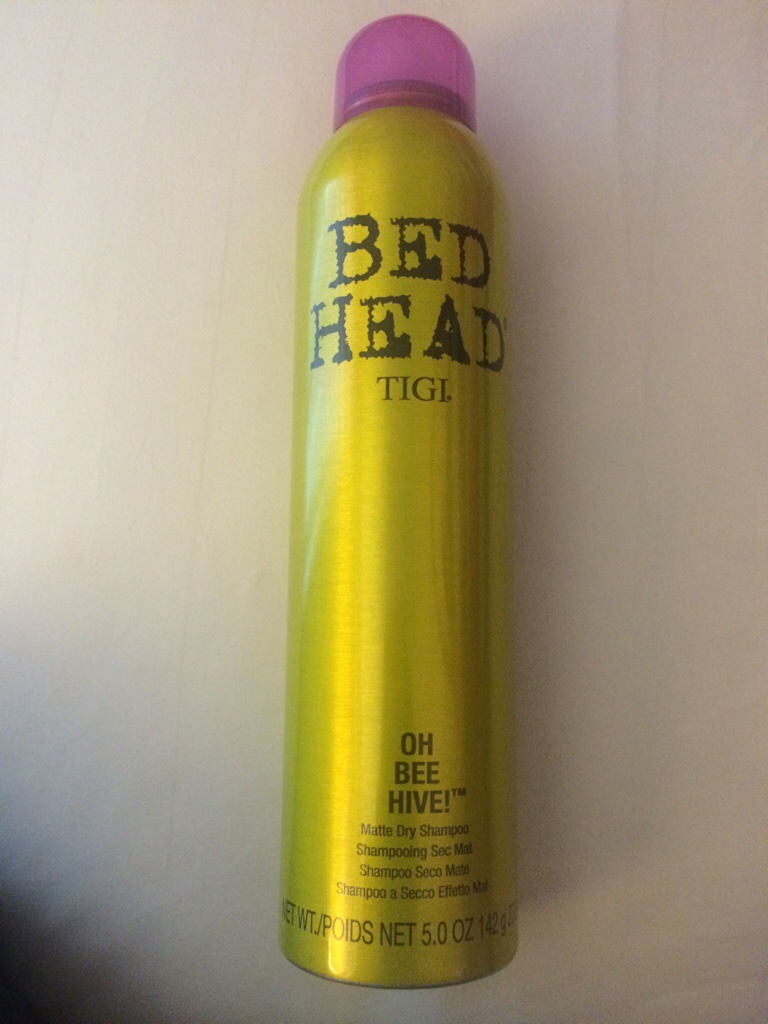 BED
HEAD
TIGI
OH
BEE
HIVE!™
Matte Dry Shampoo
Shampooing Sec Mat
Shampoo Seco Mate
Shampoo a Secco Effetto Mat
NET WT./POIDS NET 5.0 OZ 142 g